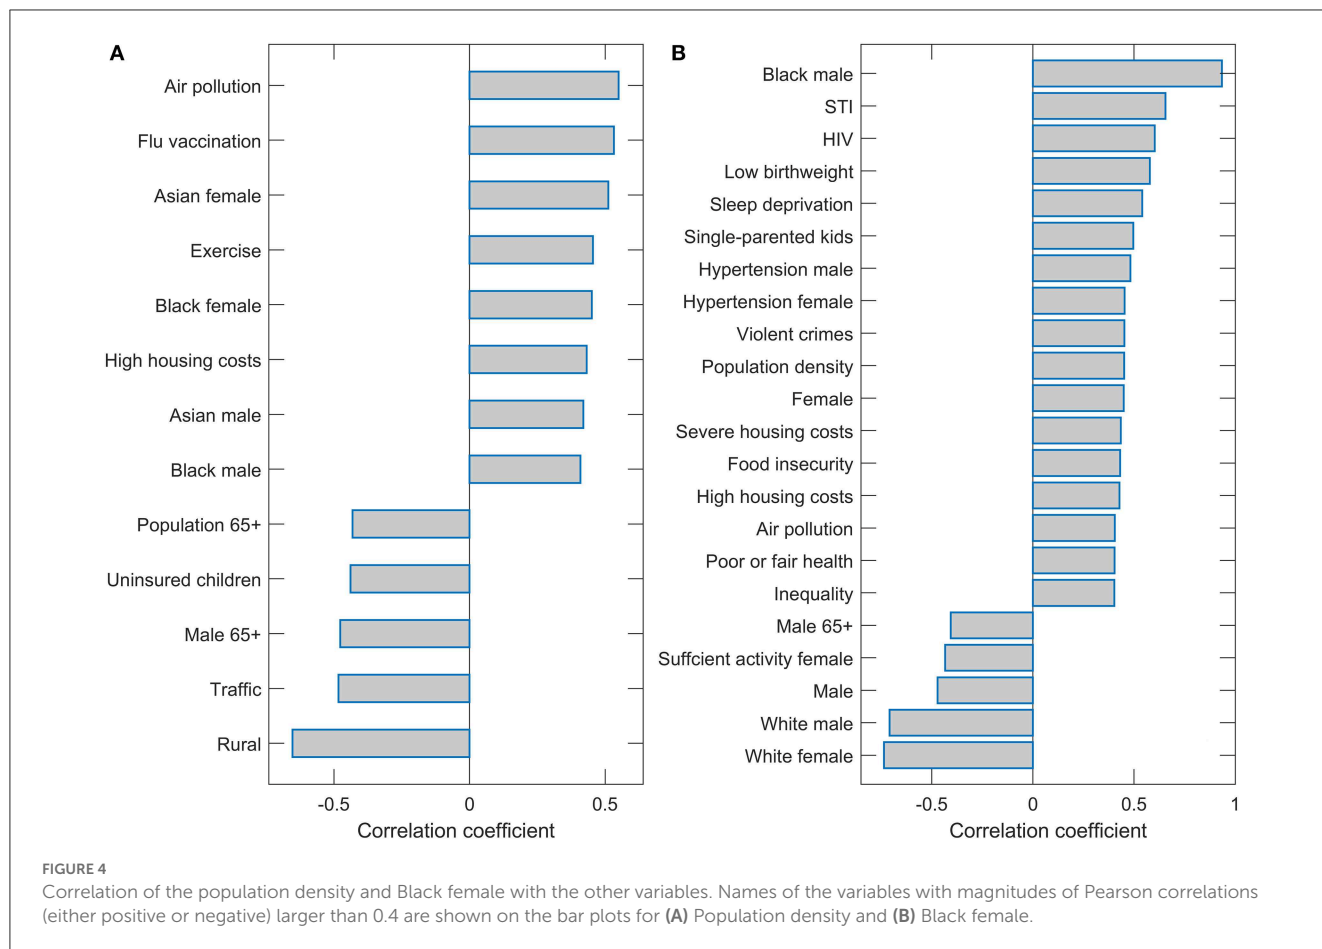 A
Air pollution
Flu vaccination
Asian female
Exercise
Black female
High housing costs
Asian male
Black male
Population 65+
Uninsured children
Male 65+
Traffic
Rural
-0.5 0 0.5
Correlation coefficient
B
Black male
STI
HIV
Low birthweight
Sleep deprivation
Single-parented kids
Hypertension male
Hypertension female
Violent crimes
Population density
Female
Severe housing costs
Food insecurity
High housing costs
Air pollution
Poor or fair health
Inequality
Male 65+
Suffcient activity female
Male
White male
White female
-0.5 0 0.5 1
Correlation coefficient
FIGURE 4
Correlation of the population density and Black female with the other variables. Names of the variables with magnitudes of Pearson correlations
(either positive or negative) larger than 0.4 are shown on the bar plots for (A) Population density and (B) Black female.